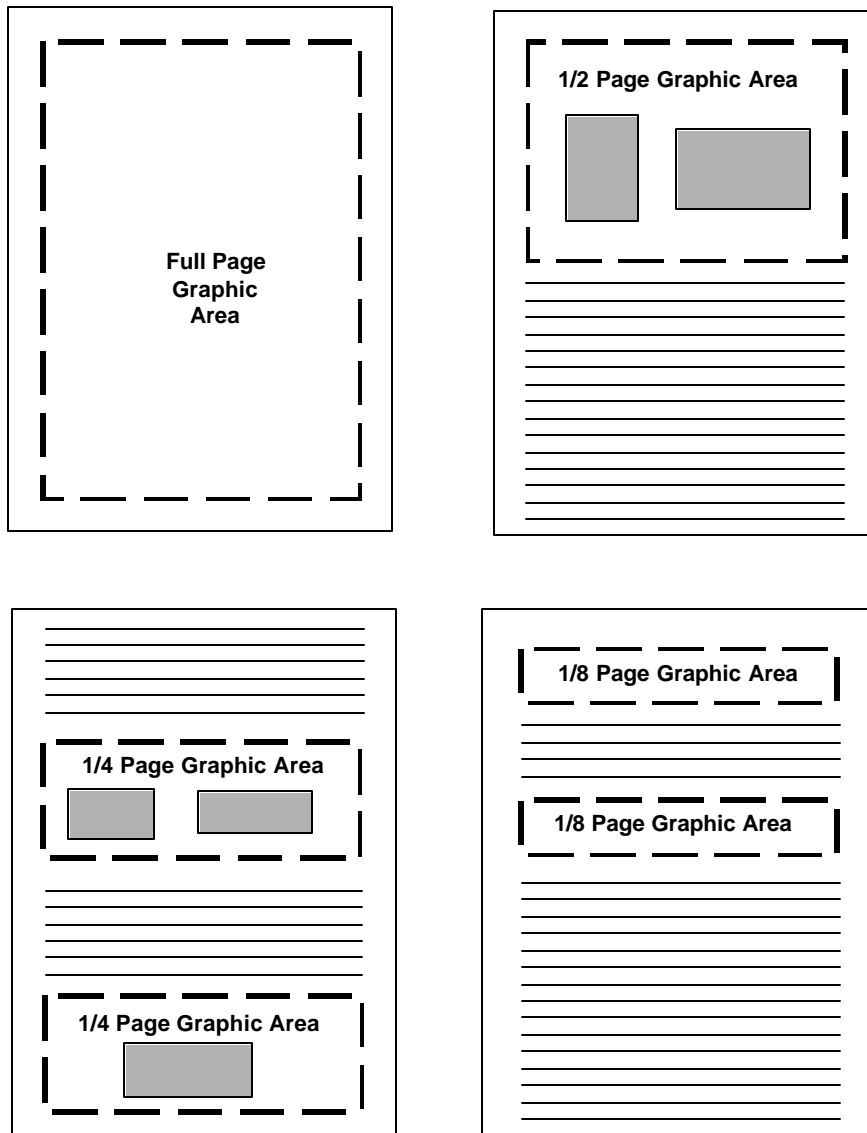 Full Page
Graphic
Area
1/2 Page Graphic Area
1/4 Page Graphic Area
1/4 Page Graphic Area
1/8 Page Graphic Area
1/8 Page Graphic Area